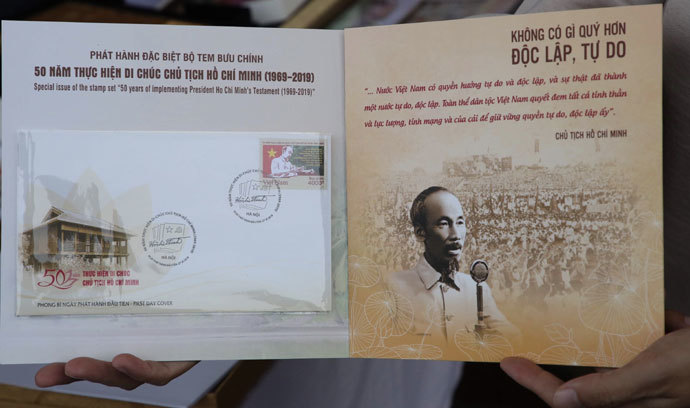 PHÁT HÀNH ĐẶC BIỆT BỘ TEM BƯU CHÍNH
50 NĂM THỰC HIỆN DI CHÚC CHỦ TỊCH HỒ CHÍ MINH (1969-2019)
Special issue of the stamp set "50 years of implementing President Ho Chi Minh's Testament (1969-2019)"
HÀ NỘI
HÀ NỘI
50 năm
THỰC HIỆN DI CHÚC
CHỦ TỊCH HỒ CHÍ MINH
PHONG BÌ NGÀY PHÁT HÀNH ĐẦU TIÊN - FIRST DAY COVER
KHÔNG CÓ GÌ QUÝ HƠN
ĐỘC LẬP, TỰ DO
"... Nước Việt Nam có quyền hưởng tự do và độc lập, và sự thật đã thành
một nước tự do, độc lập. Toàn thể dân tộc Việt Nam quyết đem tất cả tinh thần
và lực lượng, tính mạng và của cải để giữ vững quyền tự do, độc lập ấy".
CHỦ TỊCH HỒ CHÍ MINH